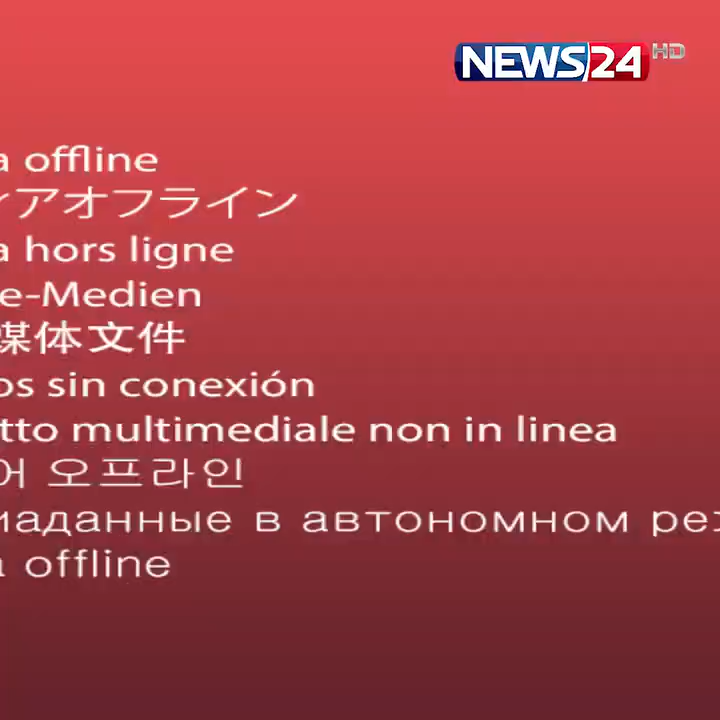 NEWS24 HD
a offline
ィアオフライン
a hors ligne
e-Medien
媒体文件
os sin conexión
tto multimediale non in linea
어 오프라인
иаданные в автономном реж
a offline